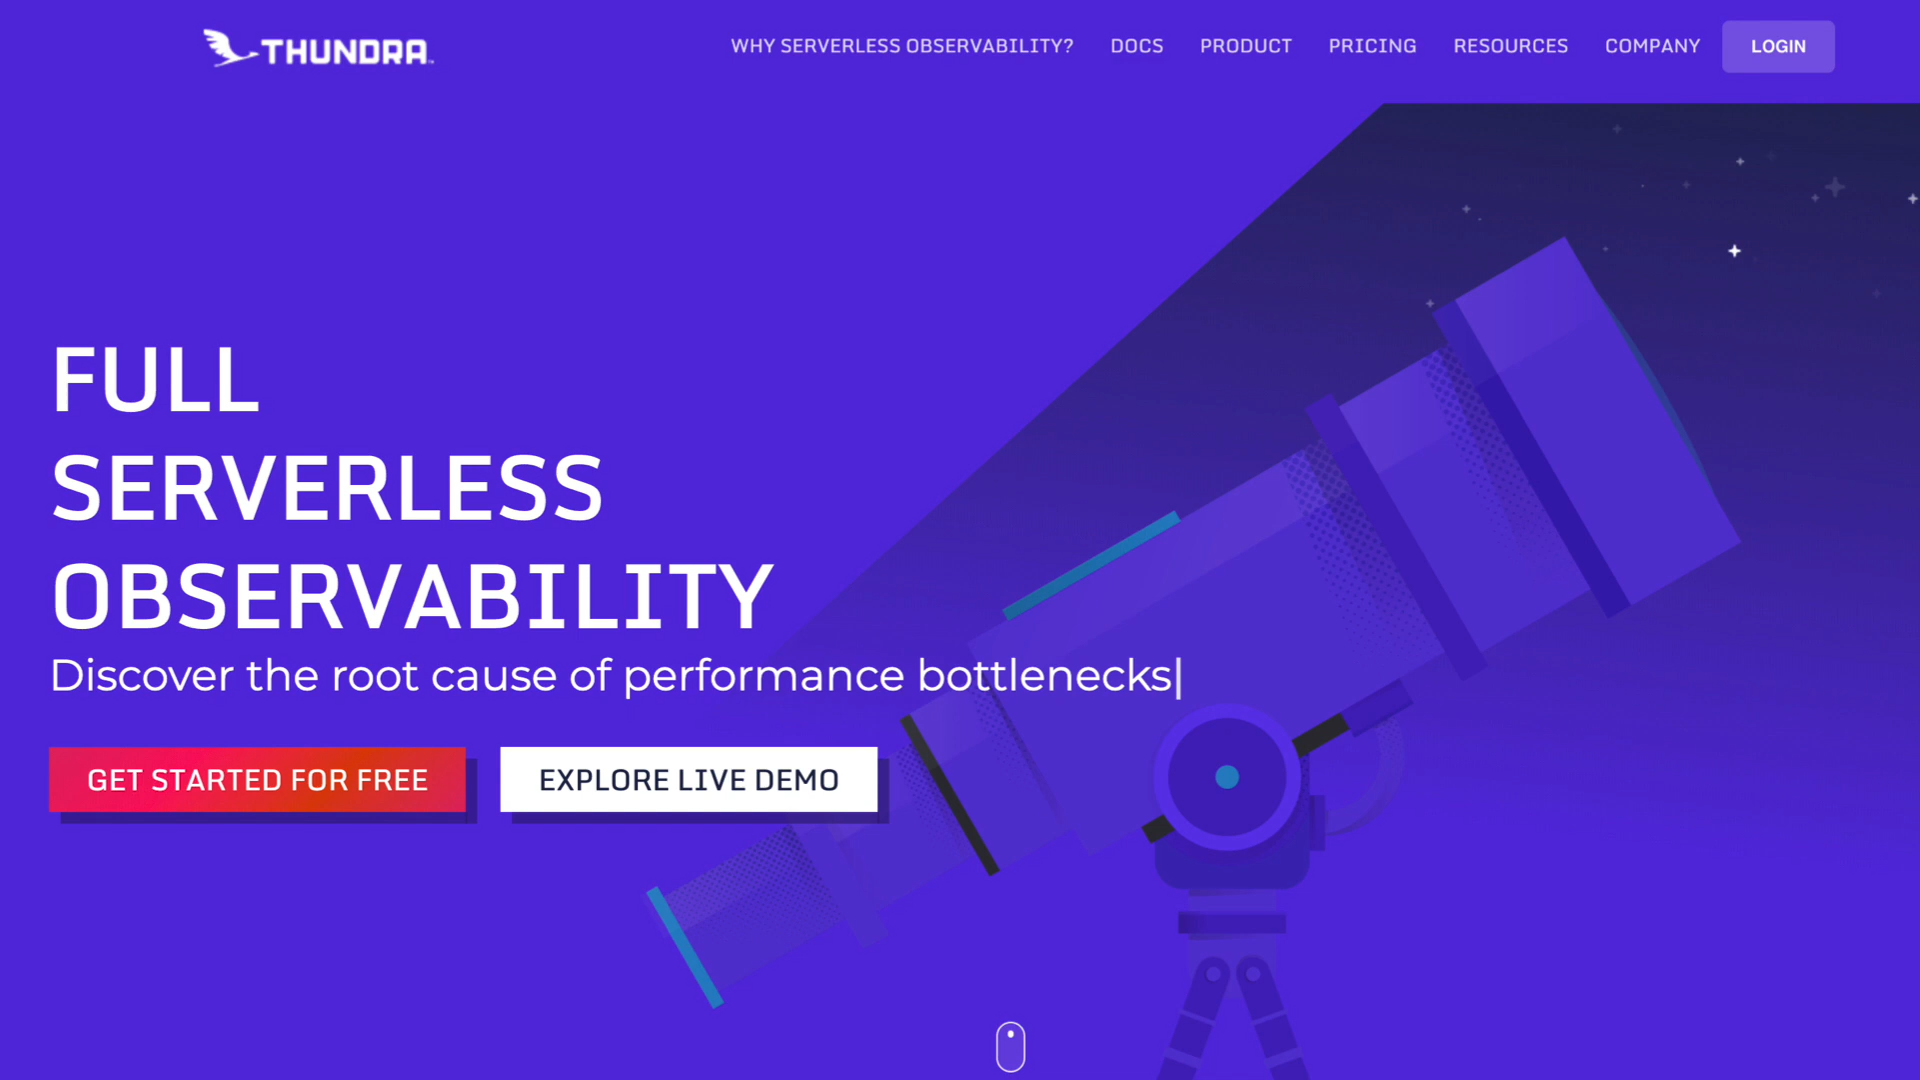 THUNDRA™
WHY SERVERLESS OBSERVABILITY? DOCS PRODUCT PRICING RESOURCES COMPANY LOGIN
FULL
SERVERLESS
OBSERVABILITY
Discover the root cause of performance bottlenecks|
GET STARTED FOR FREE EXPLORE LIVE DEMO